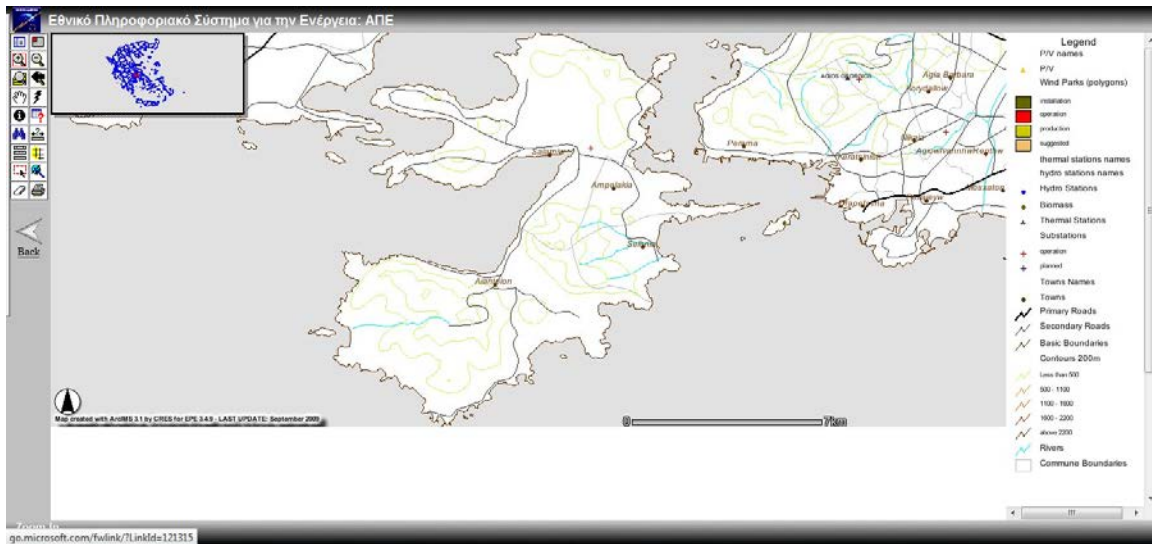 Εθνικό Πληροφοριακό Σύστημα για την Ενέργεια: ΑΠΕ
Legend
P/V names
P/V
Wind Parks (polygons)
installation
operation
production
suggested
thermal stations names
hydro stations names
Hydro Stations
Biomass
Thermal Stations
Substations
operation
planned
Towns Names
Towns
Primary Roads
Secondary Roads
Basic Boundaries
Contours 200m
Less than 500
500 - 1100
1100 - 1600
1600 - 2200
above 2200
Rivers
Commune Boundaries
Agia Barbara
Perama
Ampelakia
Selinia
Aianteion
Back
Map created with ArcIMS 3.1 by CRES for EPE 3.4.9 - LAST UPDATE: September 2009
0 7km
Zoom In
go.microsoft.com/fwlink/?LinkId=121315